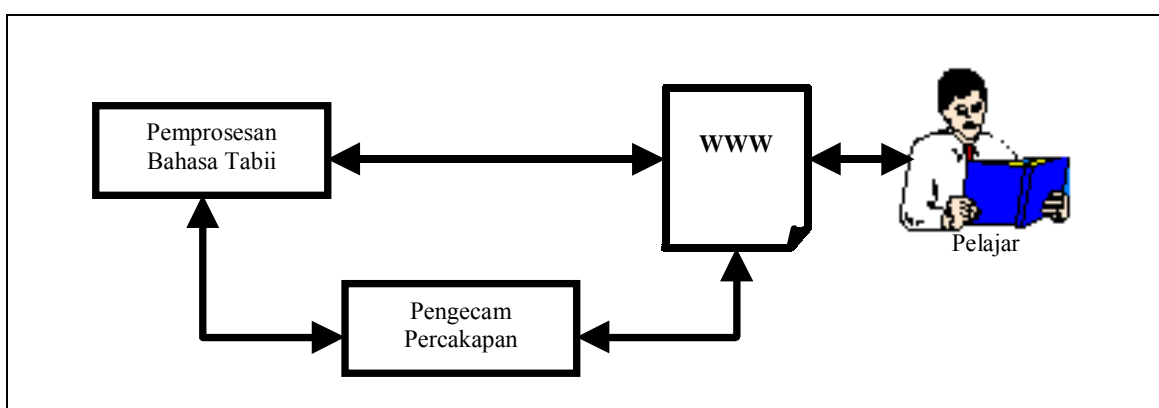 Pemprosesan
Bahasa Tabii
WWW
Pelajar
Pengecam
Percakapan